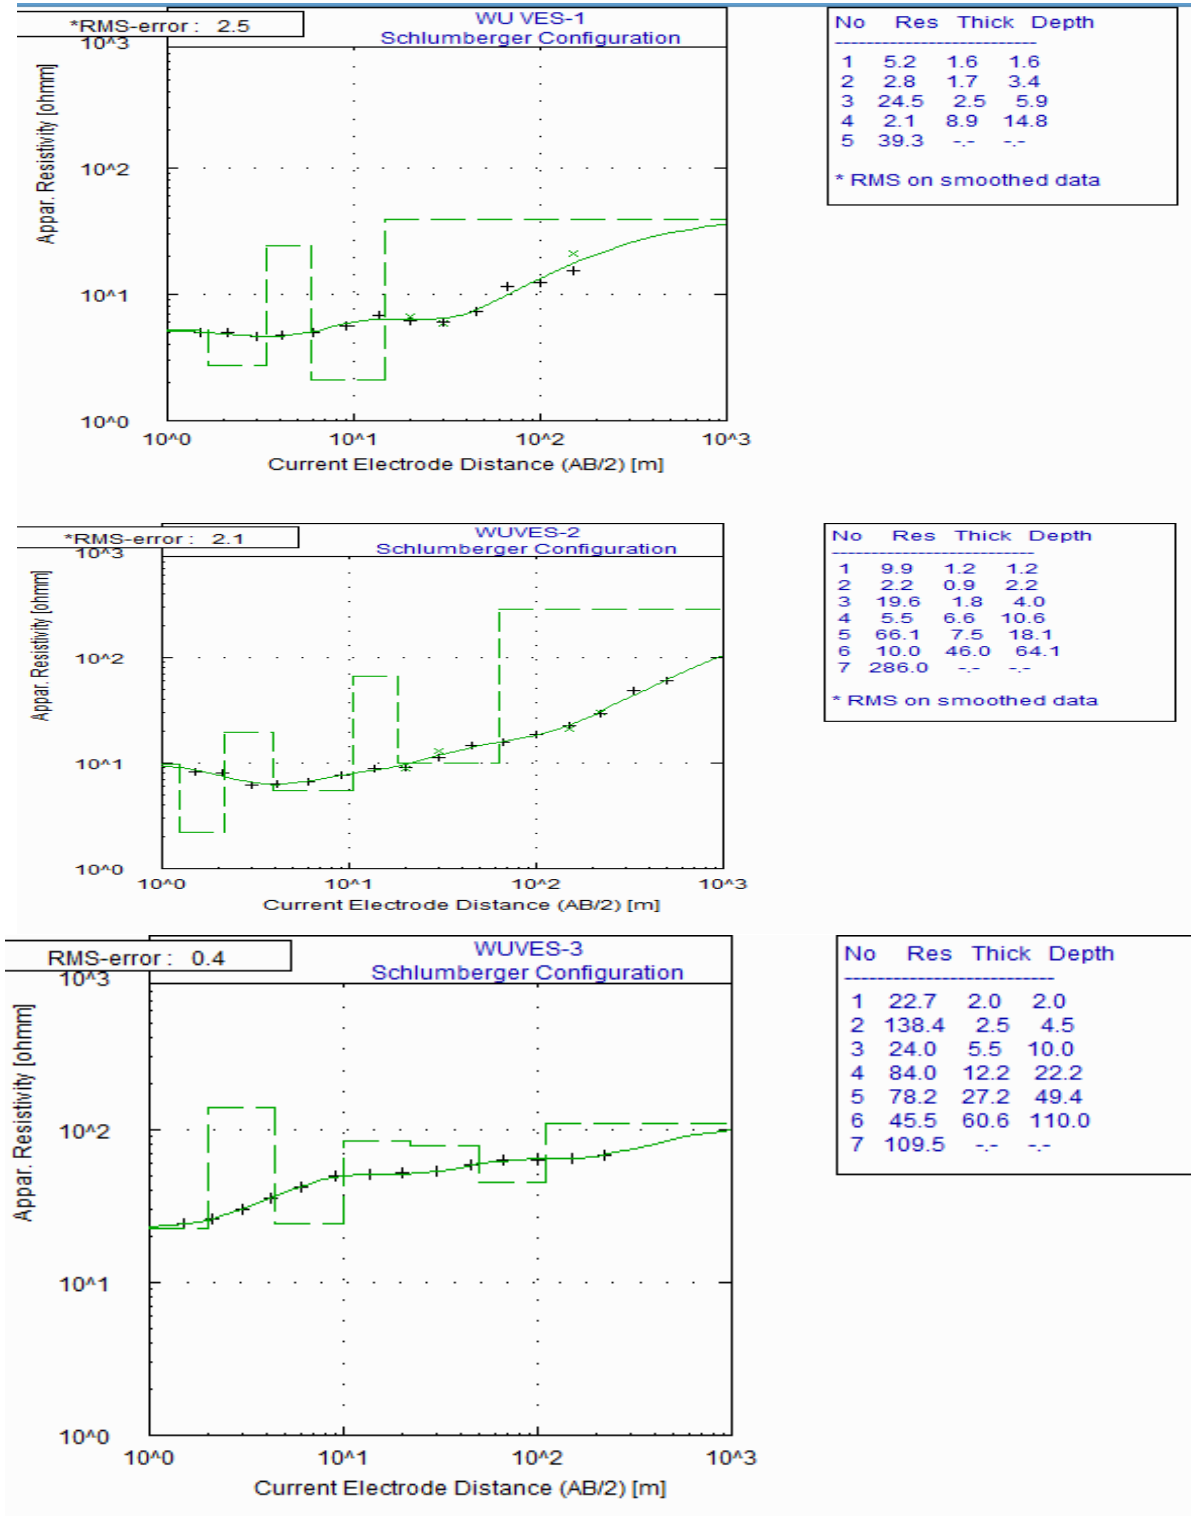 *RMS-error : 2.5
WU VES-1
Schlumberger Configuration
10^3
10^2
10^1
10^0
Appar. Resistivity [ohmm]
10^0 10^1 10^2 10^3
Current Electrode Distance (AB/2) [m]
No Res Thick Depth
1 5.2 1.6 1.6
2 2.8 1.7 3.4
3 24.5 2.5 5.9
4 2.1 8.9 14.8
5 39.3 -.- -.-
* RMS on smoothed data
*RMS-error : 2.1
WUVES-2
Schlumberger Configuration
10^3
10^2
10^1
10^0
Appar. Resistivity [ohmm]
10^0 10^1 10^2 10^3
Current Electrode Distance (AB/2) [m]
No Res Thick Depth
1 9.9 1.2 1.2
2 2.2 0.9 2.2
3 19.6 1.8 4.0
4 5.5 6.6 10.6
5 66.1 7.5 18.1
6 10.0 46.0 64.1
7 286.0 -.- -.-
* RMS on smoothed data
RMS-error : 0.4
WUVES-3
Schlumberger Configuration
10^3
10^2
10^1
10^0
Appar. Resistivity [ohmm]
10^0 10^1 10^2 10^3
Current Electrode Distance (AB/2) [m]
No Res Thick Depth
1 22.7 2.0 2.0
2 138.4 2.5 4.5
3 24.0 5.5 10.0
4 84.0 12.2 22.2
5 78.2 27.2 49.4
6 45.5 60.6 110.0
7 109.5 -.- -.-